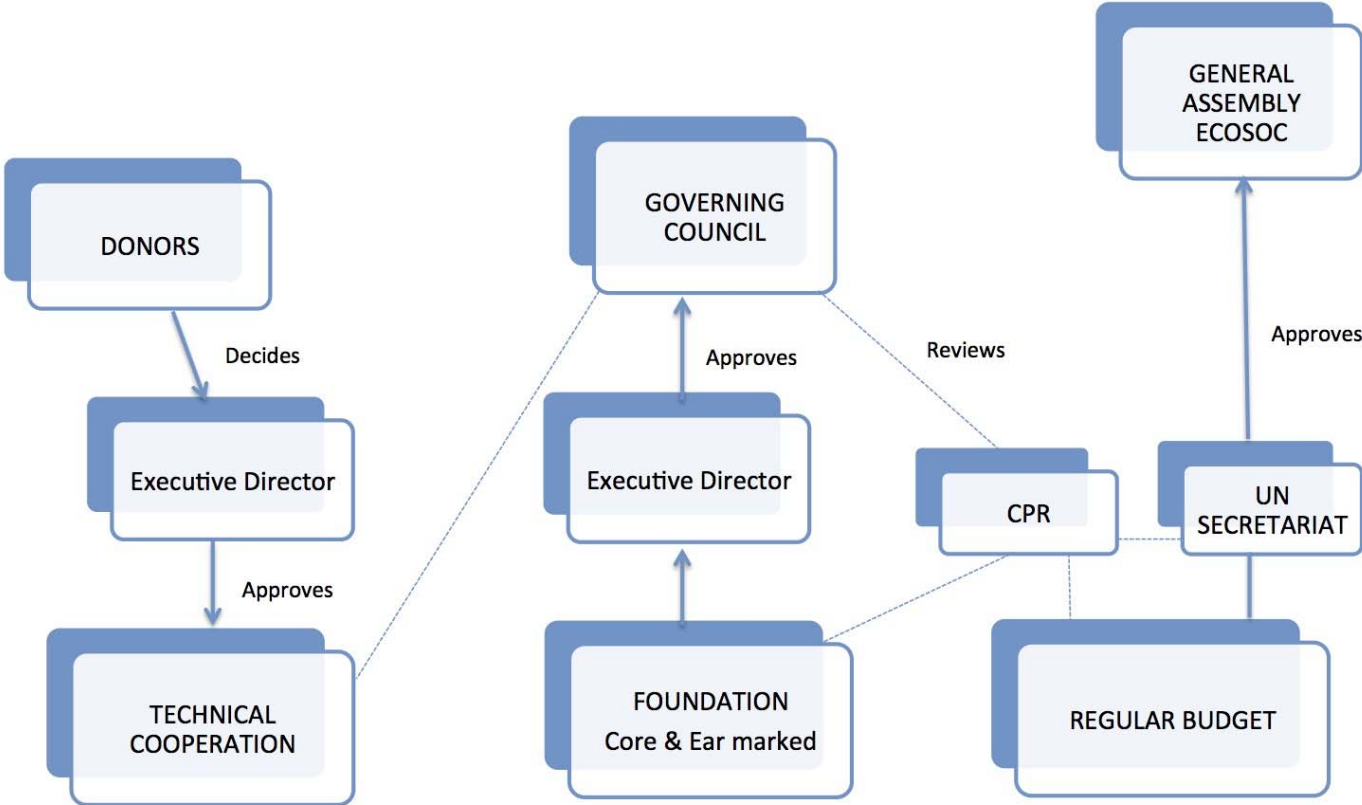 GENERAL
ASSEMBLY
ECOSOC
GOVERNING
COUNCIL
DONORS
Decides
Approves
Reviews
Approves
Executive Director
Executive Director
CPR
UN
SECRETARIAT
Approves
TECHNICAL
COOPERATION
FOUNDATION
Core & Ear marked
REGULAR BUDGET